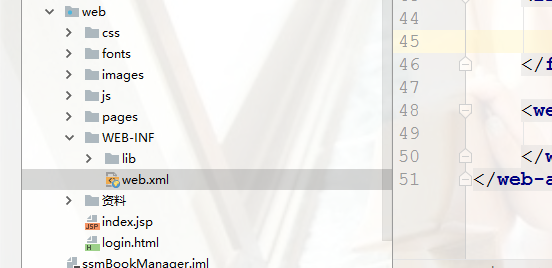 web
css
fonts
images
js
pages
WEB-INF
lib
web.xml
资料
index.jsp
JSP
login.html
H
ssmBookManager.iml
44
45
46 </f
47
48 <we
49
50 </w
51 </web-a